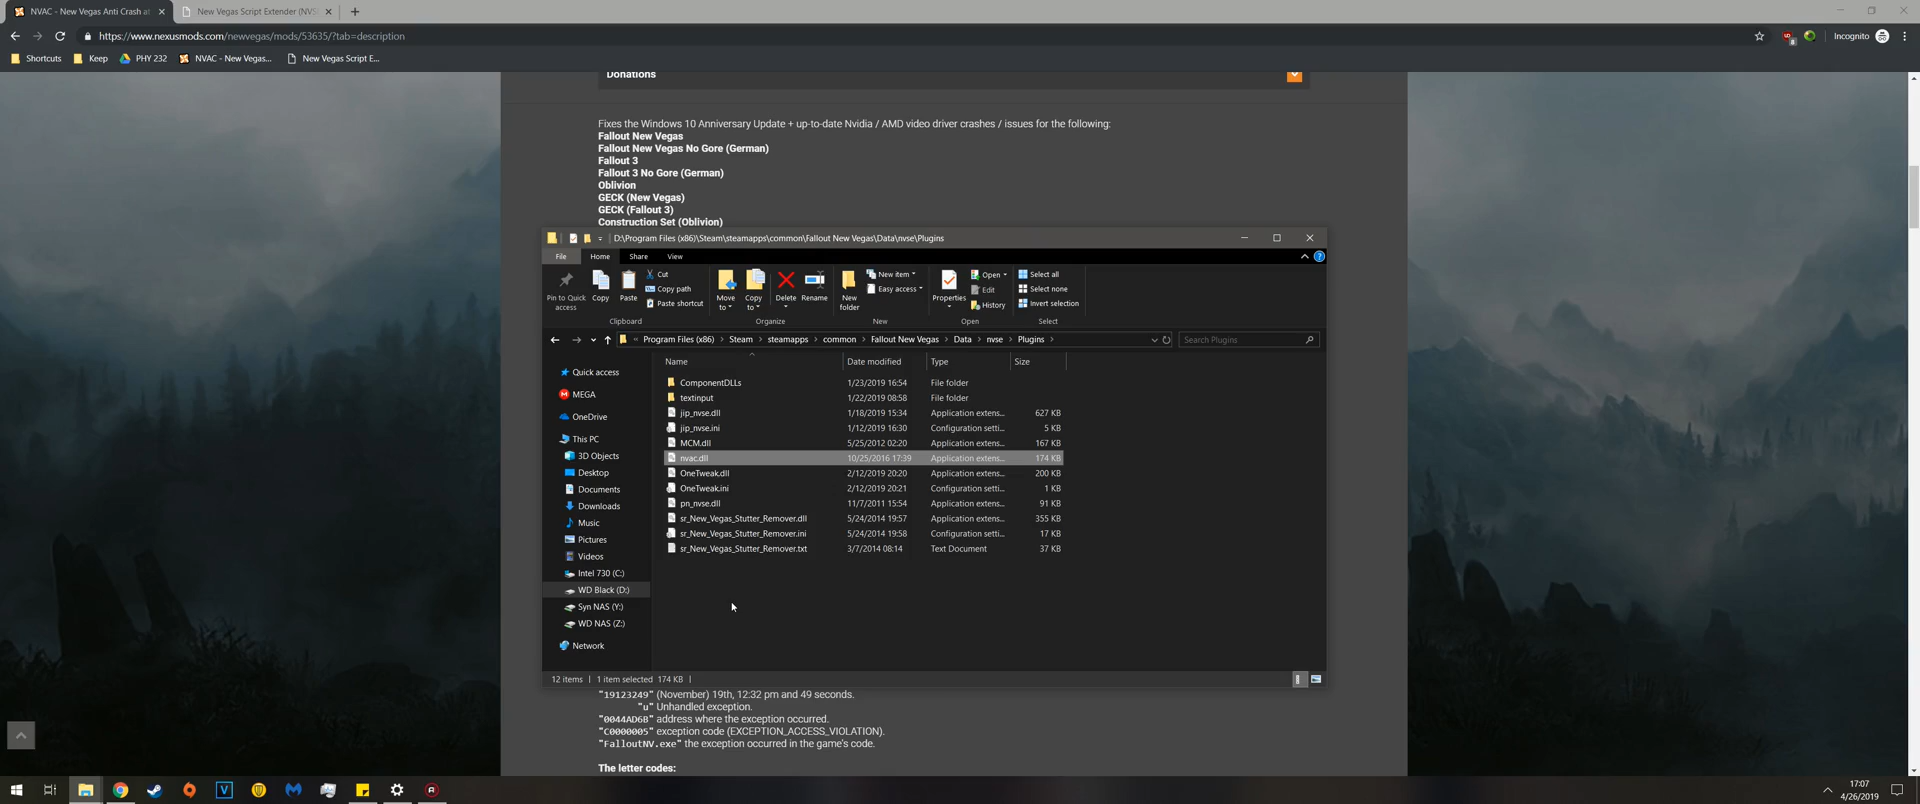 NVAC - New Vegas Anti Crash at
New Vegas Script Extender (NVS
https://www.nexusmods.com/newvegas/mods/53635/?tab=description
8
Incognito
Shortcuts
Keep
PHY 232
NVAC - New Vegas...
New Vegas Script E...
Donations
Fixes the Windows 10 Anniversary Update + up-to-date Nvidia / AMD video driver crashes / issues for the following:
Fallout New Vegas
Fallout New Vegas No Gore (German)
Fallout 3
Fallout 3 No Gore (German)
Oblivion
GECK (New Vegas)
GECK (Fallout 3)
Construction Set (Oblivion)
D:\Program Files (x86)\Steam\steamapps\common\Fallout New Vegas\Data\nvse\Plugins
File Home Share View
Pin to Quick access
Copy
Paste
Cut
Copy path
Paste shortcut
Clipboard
Move to
Copy to
Delete
Rename
Organize
New folder
New item
Easy access
New
Properties
Open
Edit
History
Open
Select all
Select none
Invert selection
Select
« Program Files (x86) > Steam > steamapps > common > Fallout New Vegas > Data > nvse > Plugins >
Search Plugins
Name Date modified Type Size
Quick access
MEGA
OneDrive
This PC
3D Objects
Desktop
Documents
Downloads
Music
Pictures
Videos
Intel 730 (C:)
WD Black (D:)
Syn NAS (Y:)
WD NAS (Z:)
Network
ComponentDLLs 1/23/2019 16:54 File folder
textinput 1/22/2019 08:58 File folder
jip_nvse.dll 1/18/2019 15:34 Application extens... 627 KB
jip_nvse.ini 1/12/2019 16:30 Configuration setti... 5 KB
MCM.dll 5/25/2012 02:20 Application extens... 167 KB
nvac.dll 10/25/2016 17:39 Application extens... 174 KB
OneTweak.dll 2/12/2019 20:20 Application extens... 200 KB
OneTweak.ini 2/12/2019 20:21 Configuration setti... 1 KB
pn_nvse.dll 11/7/2011 15:54 Application extens... 91 KB
sr_New_Vegas_Stutter_Remover.dll 5/24/2014 19:57 Application extens... 355 KB
sr_New_Vegas_Stutter_Remover.ini 5/24/2014 19:58 Configuration setti... 17 KB
sr_New_Vegas_Stutter_Remover.txt 3/7/2014 08:14 Text Document 37 KB
12 items 1 item selected 174 KB
"19123249" (November) 19th, 12:32 pm and 49 seconds.
"u" Unhandled exception.
"0044AD6B" address where the exception occurred.
"C0000005" exception code (EXCEPTION_ACCESS_VIOLATION).
"FalloutNV.exe" the exception occurred in the game's code.
The letter codes:
17:07
4/26/2019